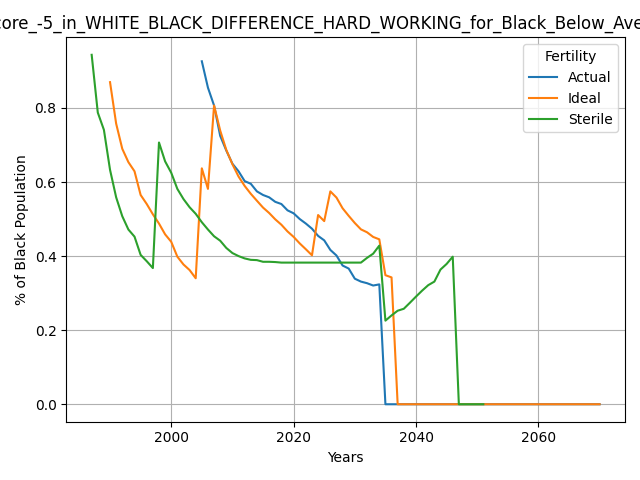 core_-5_in_WHITE_BLACK_DIFFERENCE_HARD_WORKING_for_Black_Below_Ave
Fertility
Actual
Ideal
Sterile
% of Black Population
0.8
0.6
0.4
0.2
0.0
2000
2020
2040
2060
Years